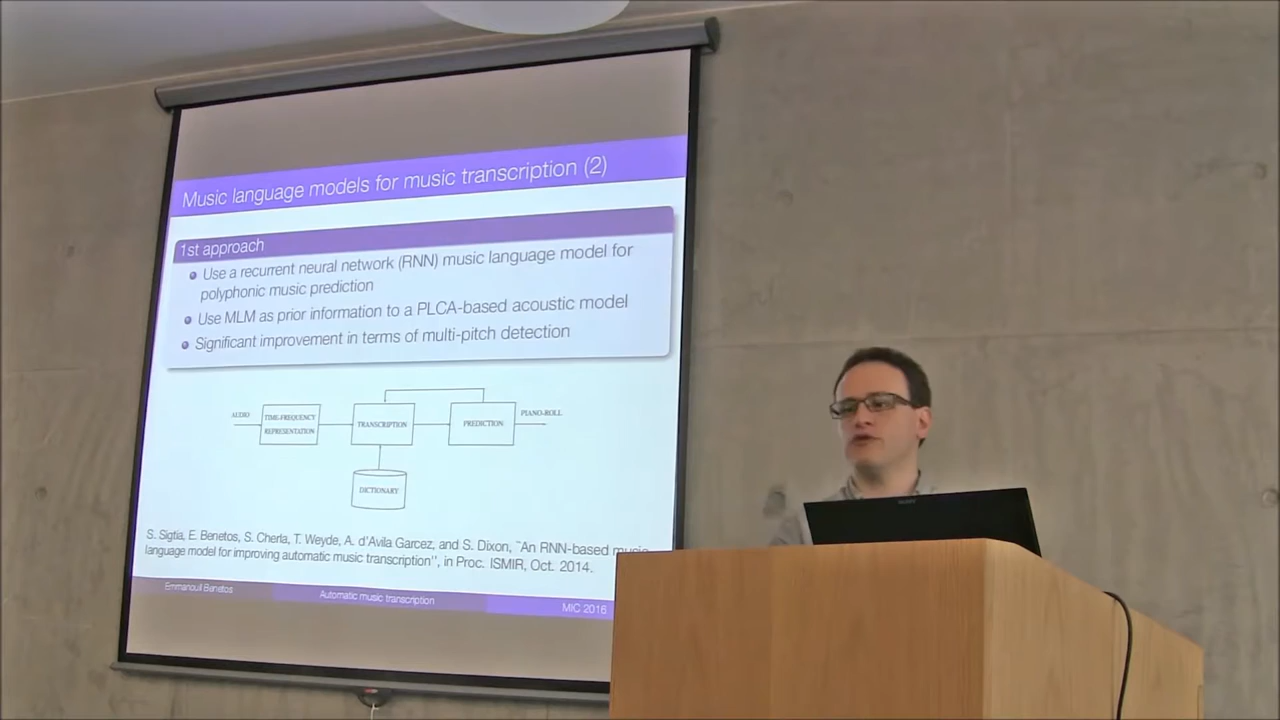 Music language models for music transcription (2)
1st approach
Use a recurrent neural network (RNN) music language model for
polyphonic music prediction
Use MLM as prior information to a PLCA-based acoustic model
Significant improvement in terms of multi-pitch detection
AUDIO
TIME-FREQUENCY
REPRESENTATION
TRANSCRIPTION
PREDICTION
PIANO-ROLL
DICTIONARY
S. Sigtia, E. Benetos, S. Cherla, T. Weyde, A. d'Avila Garcez, and S. Dixon, "An RNN-based music
language model for improving automatic music transcription", in Proc. ISMIR, Oct. 2014.
Emmanouil Benetos
Automatic music transcription
MIC 2016